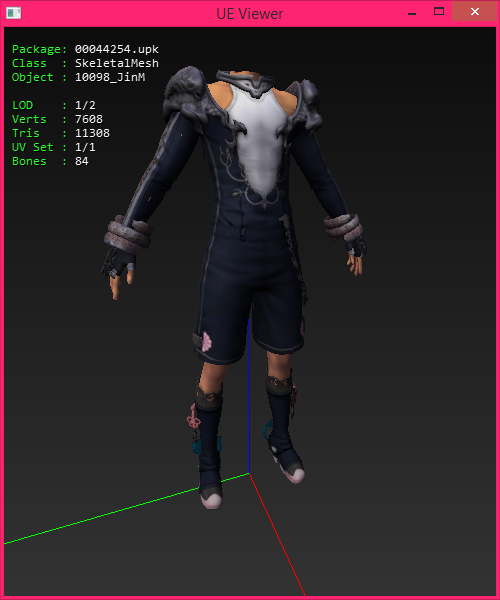 UE Viewer
Package: 00044254.upk
Class : SkeletalMesh
Object : 10098_JinM
LOD : 1/2
Verts : 7608
Tris : 11308
UV Set : 1/1
Bones : 84